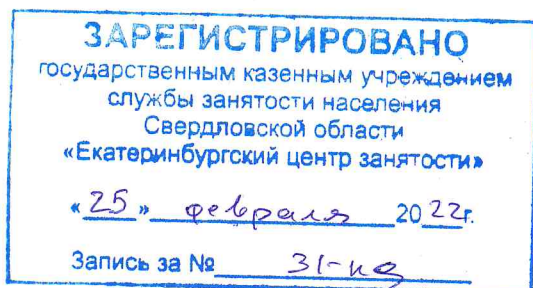 ЗАРЕГИСТРИРОВАНО
государственным казенным учреждением
службы занятости населения
Свердловской области
«Екатеринбургский центр занятости»
«25» февраля 2022г.
Запись за № 31-кд